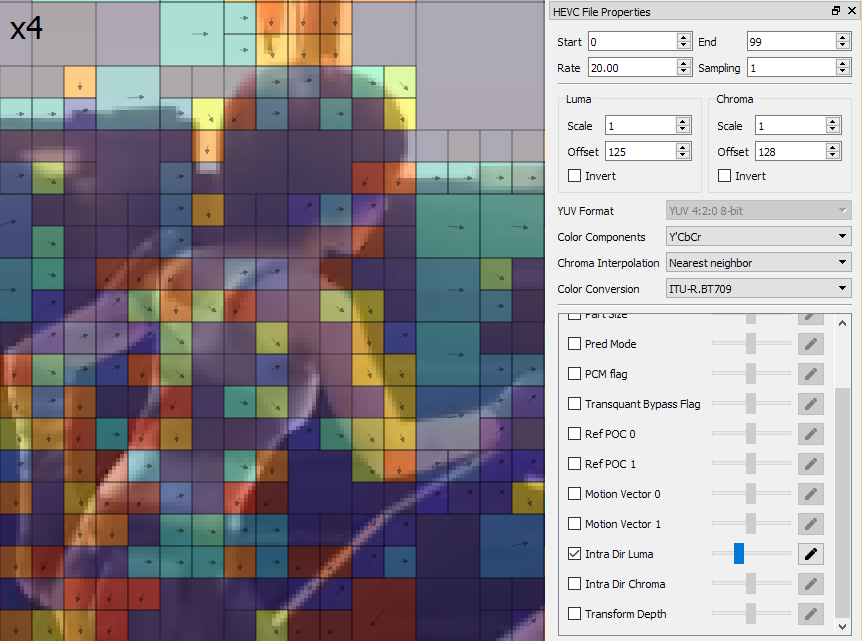 x4
HEVC File Properties
Start 0 End 99
Rate 20.00 Sampling 1
Luma Chroma
Scale 1 Scale 1
Offset 125 Offset 128
Invert Invert
YUV Format YUV 4:2:0 8-bit
Color Components Y'CbCr
Chroma Interpolation Nearest neighbor
Color Conversion ITU-R.BT709
Part Size
Pred Mode
PCM flag
Transquant Bypass Flag
Ref POC 0
Ref POC 1
Motion Vector 0
Motion Vector 1
Intra Dir Luma
Intra Dir Chroma
Transform Depth